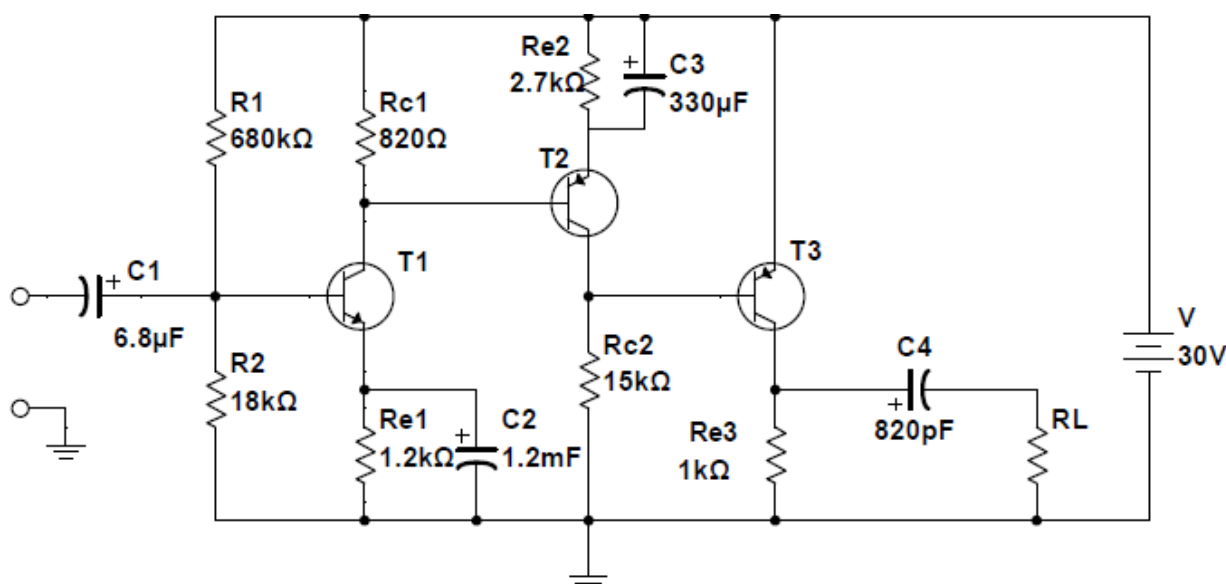 R1
680kΩ
Rc1
820Ω
Re2
2.7kΩ
C3
+
330µF
T2
T1
T3
C1
+
6.8µF
R2
18kΩ
Re1
1.2kΩ
C2
+
1.2mF
Rc2
15kΩ
Re3
1kΩ
C4
+
820pF
RL
V
30V